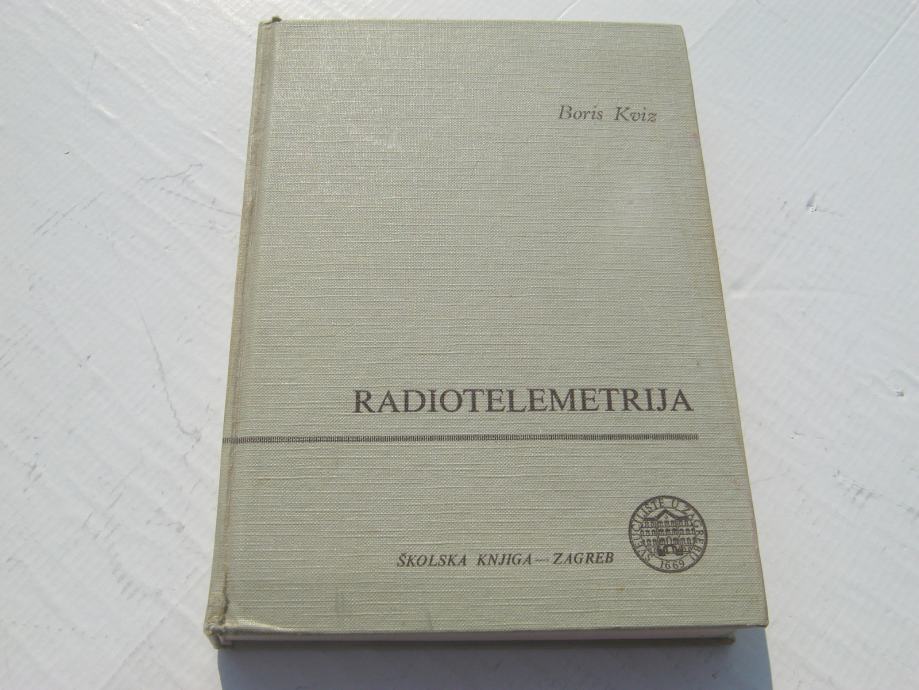 Boris Kviz
RADIOTELEMETRIJA
ŠKOLSKA KNJIGA — ZAGREB
SVEUČILIŠTE U ZAGREBU
1669